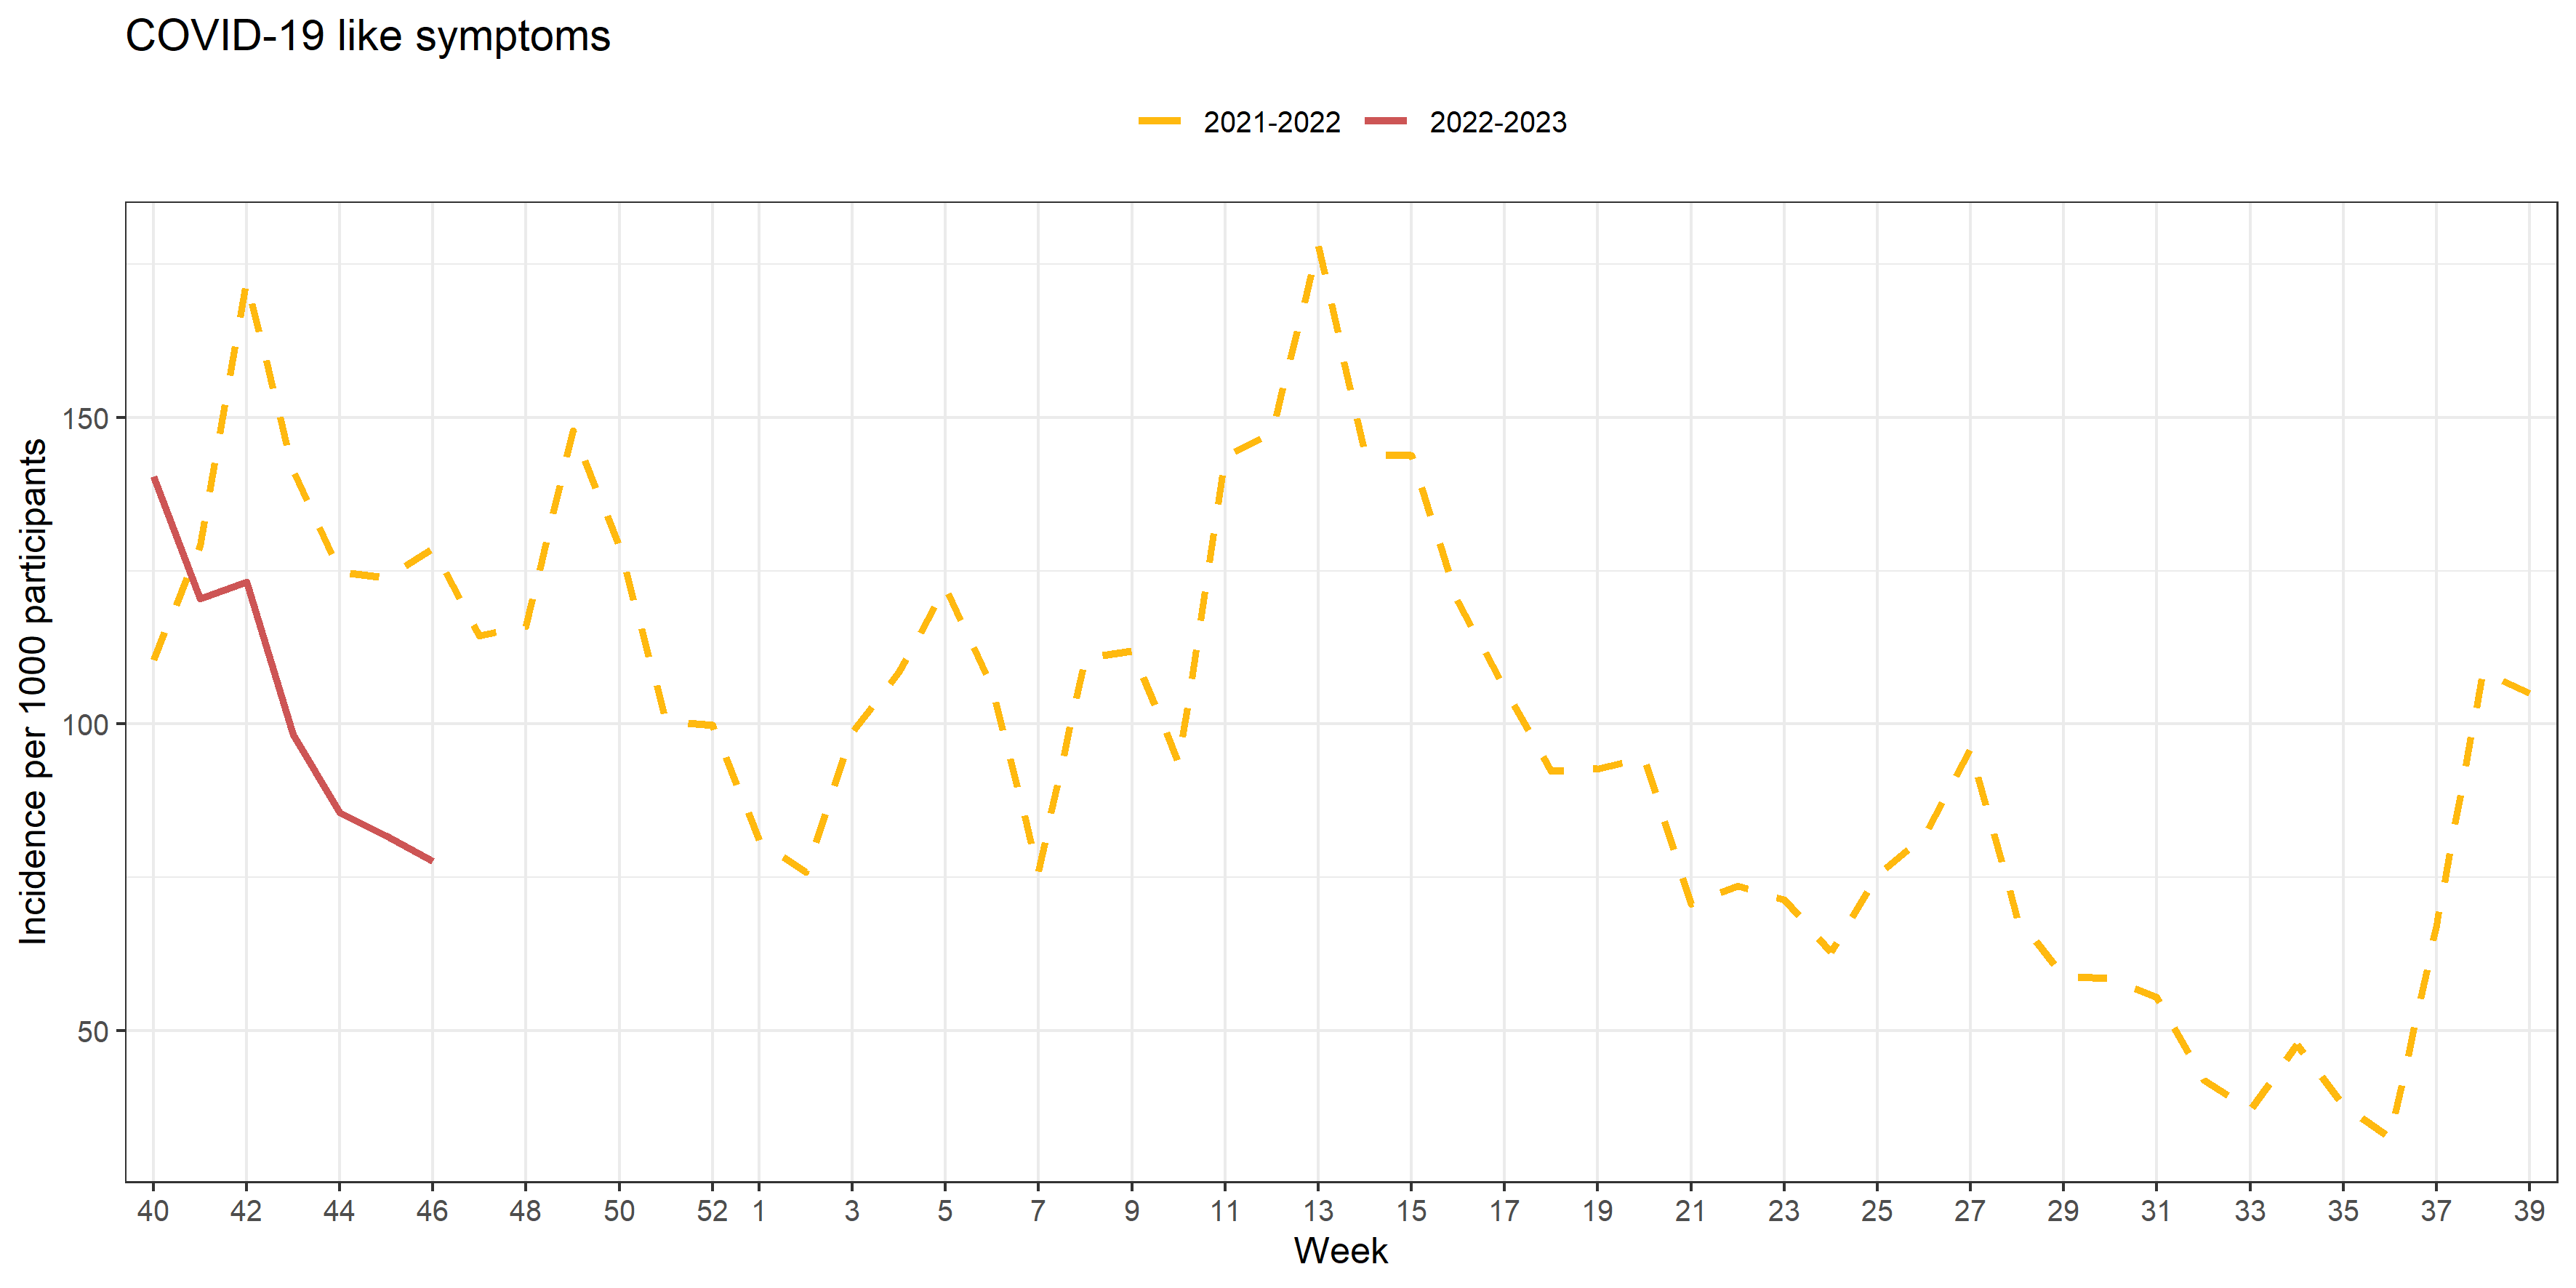 COVID-19 like symptoms
2021-2022 2022-2023
Incidence per 1000 participants
150
100
50
40 42 44 46 48 50 52 1 3 5 7 9 11 13 15 17 19 21 23 25 27 29 31 33 35 37 39
Week